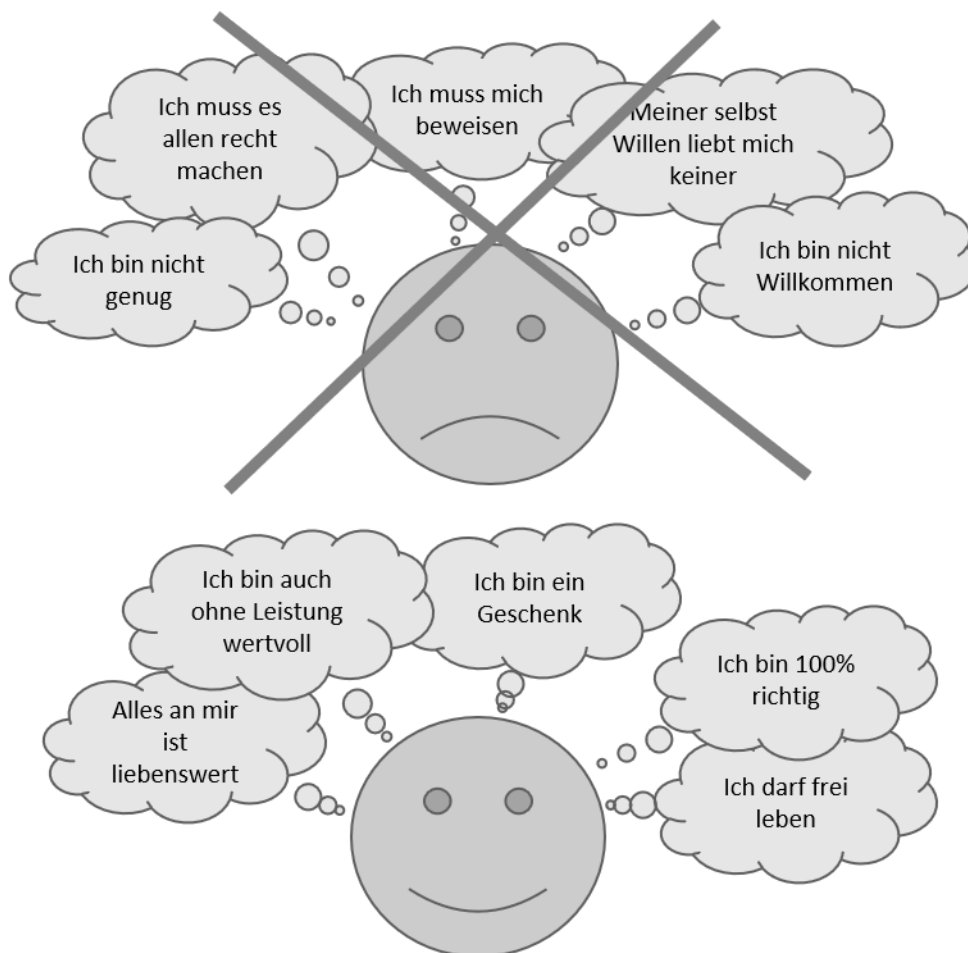 Ich muss es
allen recht
machen
Ich muss mich
beweisen
Meiner selbst
Willen liebt mich
keiner
Ich bin nicht
genug
Ich bin nicht
Willkommen
Ich bin auch
ohne Leistung
wertvoll
Ich bin ein
Geschenk
Ich bin 100%
richtig
Alles an mir
ist
liebenswert
Ich darf frei
leben